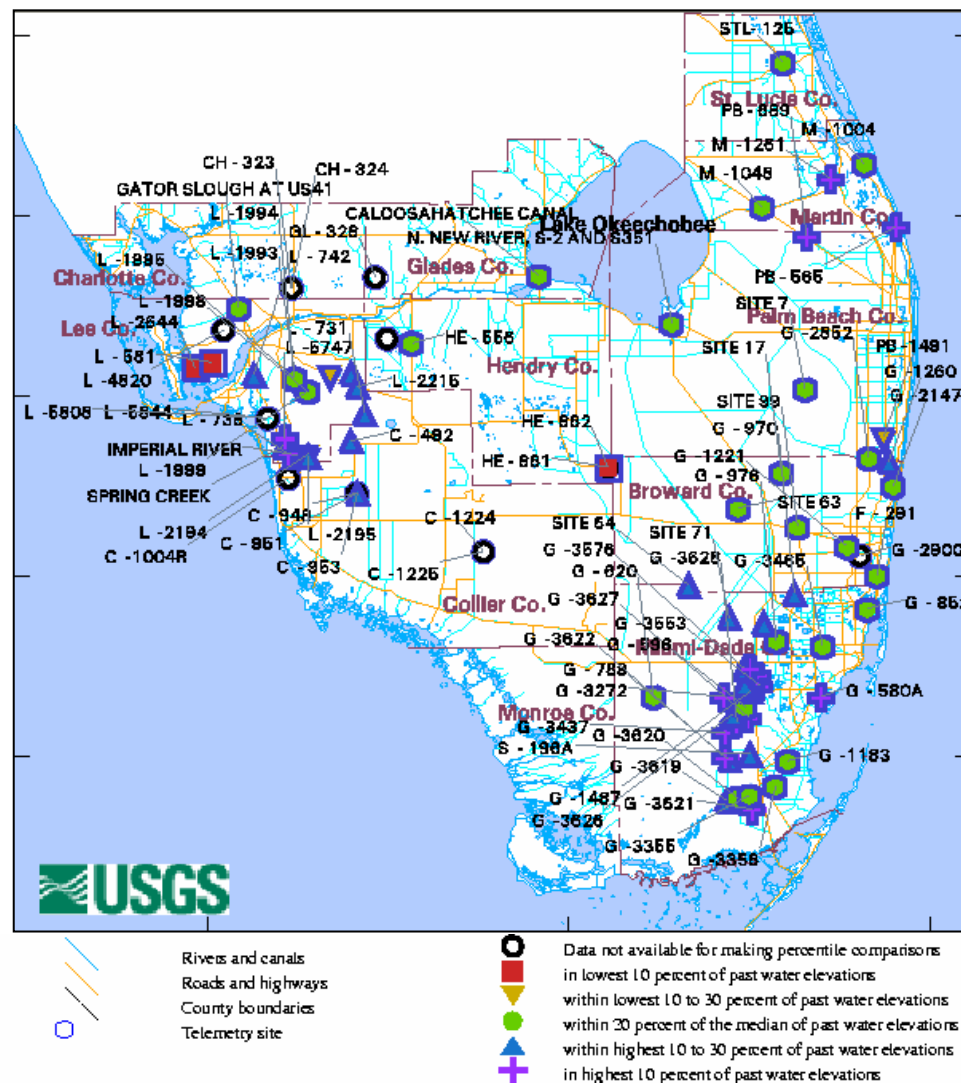 STL- 125
St. Lucie Co.
PB - 689
M -1004
CH - 323
M -1261
CH - 324
M -1048
GATOR SLOUGH AT US41
L -1994
CALOOSAHATCHEE CANAL
Martin Co.
GL - 328
Lake Okeechobee
N. NEW RIVER, S-2 AND S351
L -1993
L - 742
L -1995
Glades Co.
Charlotte Co.
PB - 565
L -1998
SITE 7
L - 2644
L - 731
Palm Beach Co.
Lee Co.
G - 2852
HE - 556
L - 5747
SITE 17
PB -1491
L - 581
Hendry Co.
G -1260
L - 4820
L - 2215
G - 2147
SITE 99
L - 5808
L - 5844
L - 738
HE - 862
G - 970
C - 492
IMPERIAL RIVER
G -1221
HE - 861
L -1999
G - 976
SPRING CREEK
Broward Co.
SITE 63
L - 2194
C - 948
C -1224
F - 291
SITE 64
SITE 71
C - 951
L - 2195
C -1004R
G - 3576
G - 3628
G - 2900
C - 953
C -1225
G - 620
G - 3465
Collier Co.
G - 3627
G - 3553
G - 3622
G - 596
Miami-Dade Co.
G - 788
G - 3272
G - 580A
Monroe Co.
G - 3437
G - 3620
S - 196A
G -1183
G - 3619
G -1487
G - 3621
G - 3626
G - 3355
G - 3356
USGS
Rivers and canals
Roads and highways
County boundaries
Telemetry site
Data not available for making percentile comparisons
in lowest 10 percent of past water elevations
within lowest 10 to 30 percent of past water elevations
within 20 percent of the median of past water elevations
within highest 10 to 30 percent of past water elevations
in highest 10 percent of past water elevations